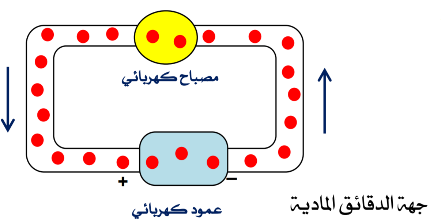 مصباح كهربائي
+
–
جهة الدقائق المادية
عمود كهربائي